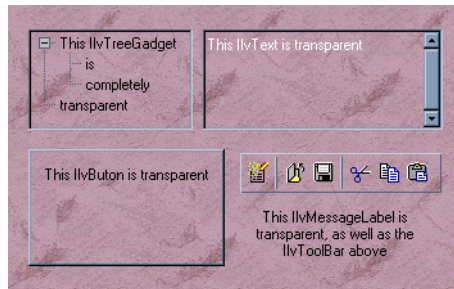 This IlvTreeGadget
is
completely
transparent
This IlvText is transparent
This IlvButon is transparent
This IlvMessageLabel is
transparent, as well as the
IlvToolBar above